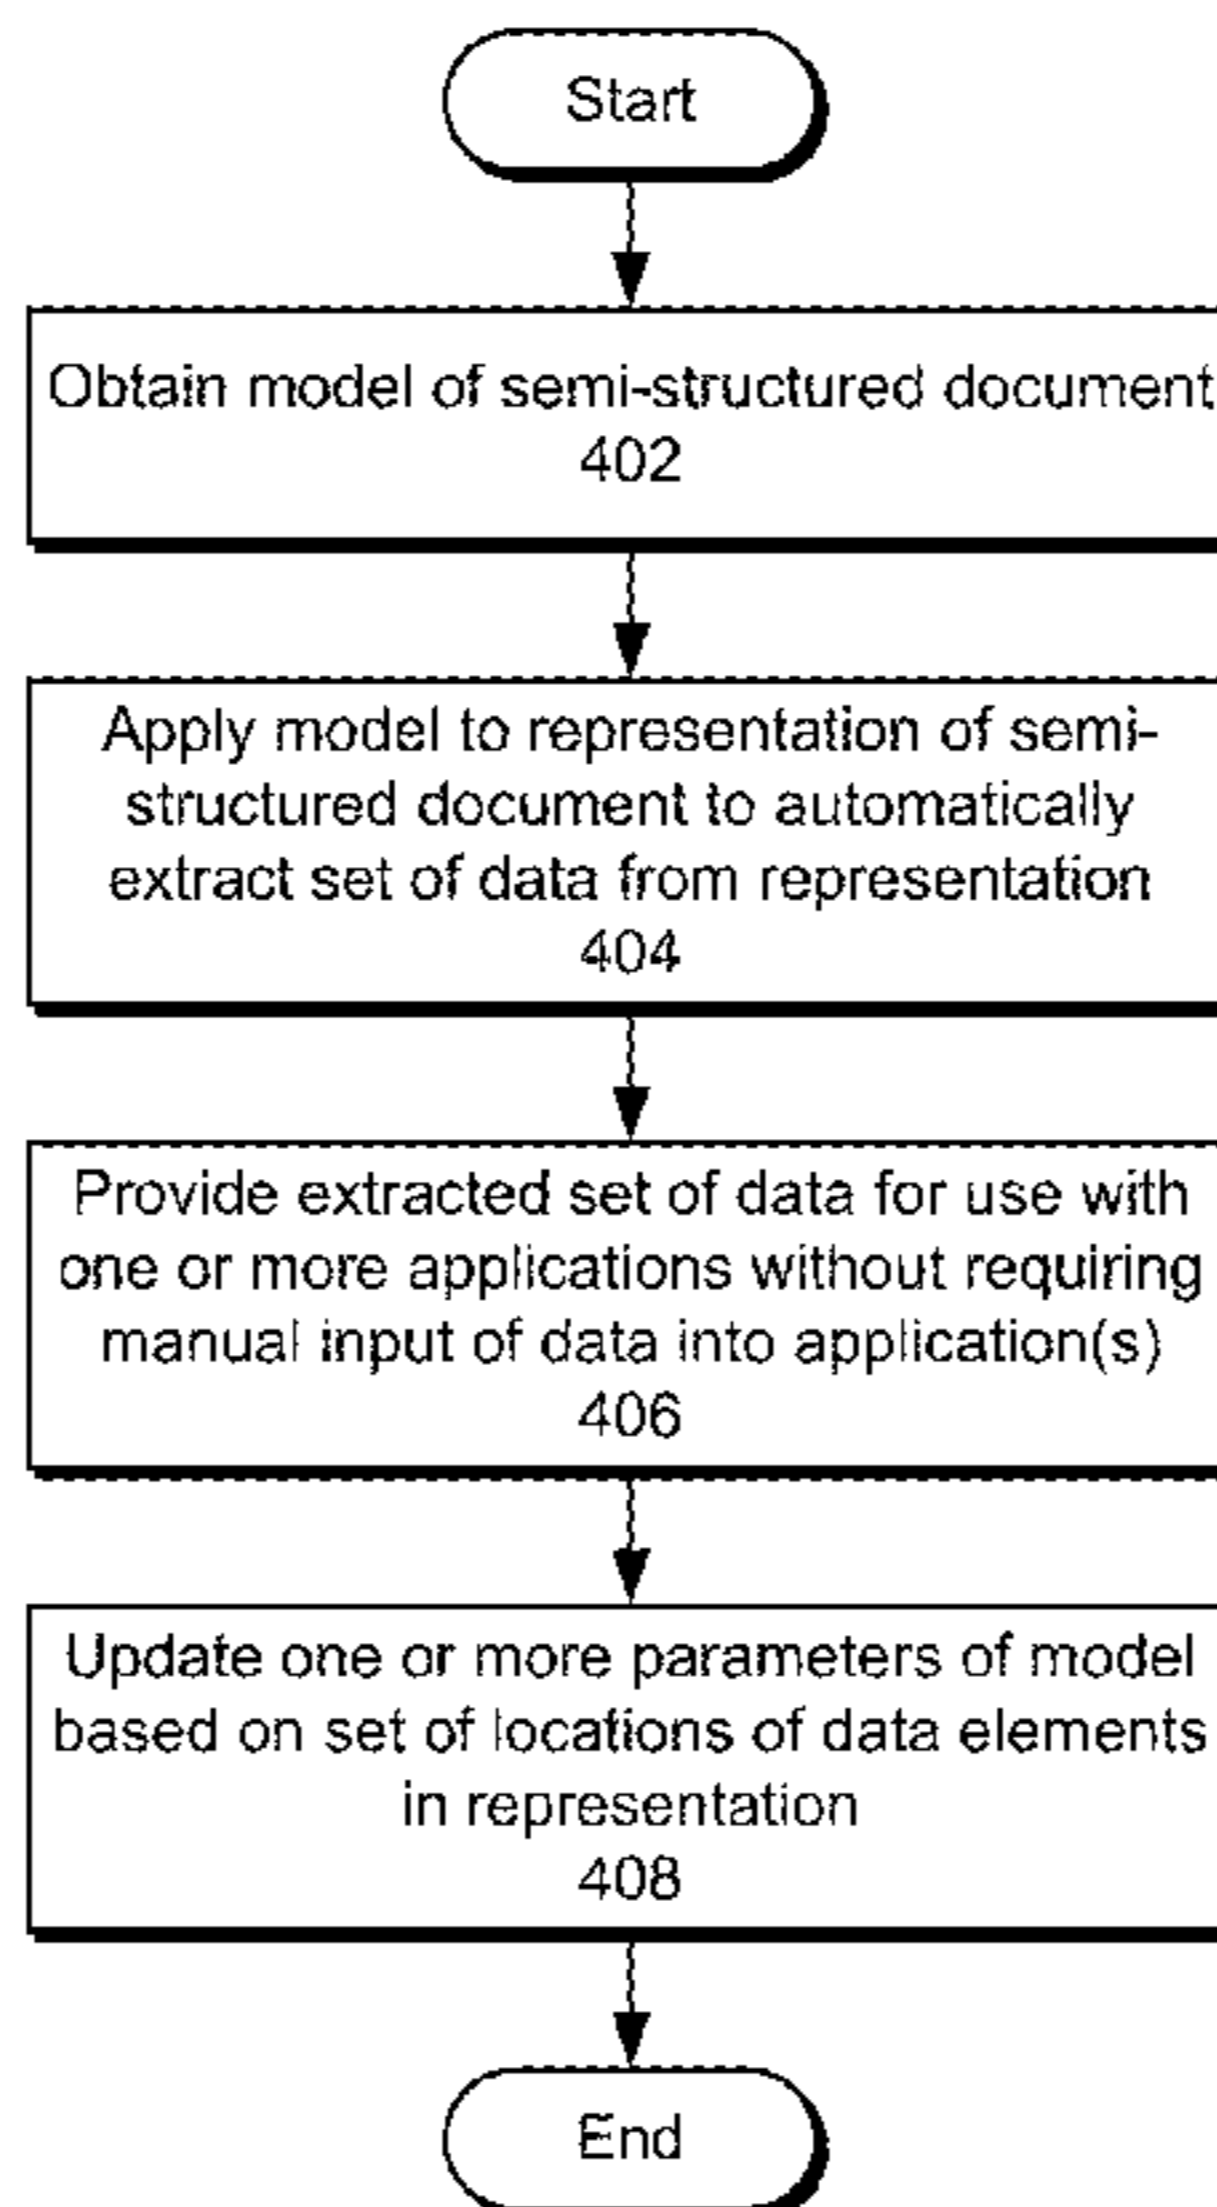 Start
Obtain model of semi-structured document
402
Apply model to representation of semi-
structured document to automatically
extract set of data from representation
404
Provide extracted set of data for use with
one or more applications without requiring
manual input of data into application(s)
406
Update one or more parameters of model
based on set of locations of data elements
in representation
408
End